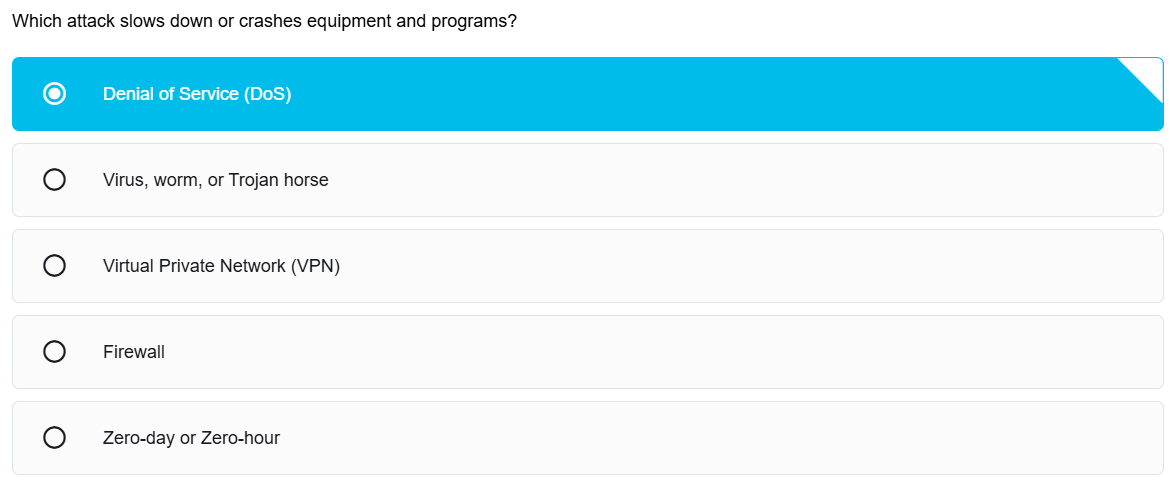 Which attack slows down or crashes equipment and programs?
Denial of Service (DoS)
Virus, worm, or Trojan horse
Virtual Private Network (VPN)
Firewall
Zero-day or Zero-hour